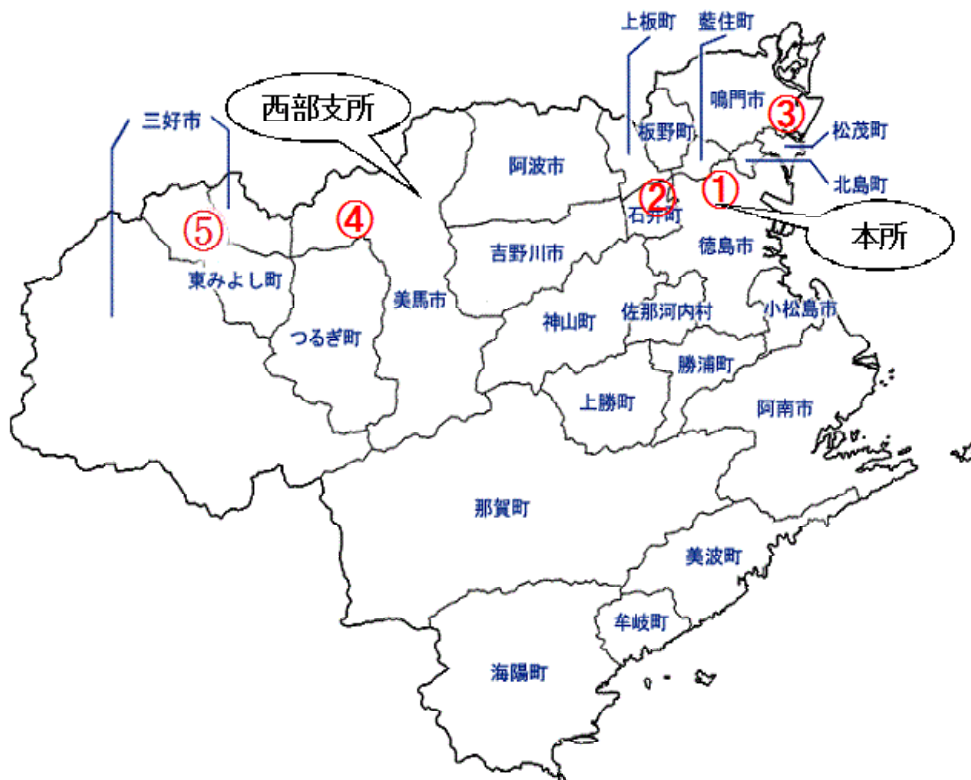 上板町
藍住町
鳴門市
③
西部支所
三好市
板野町
松茂町
阿波市
北島町
②
①
④
石井町
⑤
本所
吉野川市
徳島市
東みよし町
美馬市
神山町
佐那河内村
小松島市
つるぎ町
勝浦町
上勝町
阿南市
那賀町
美波町
牟岐町
海陽町